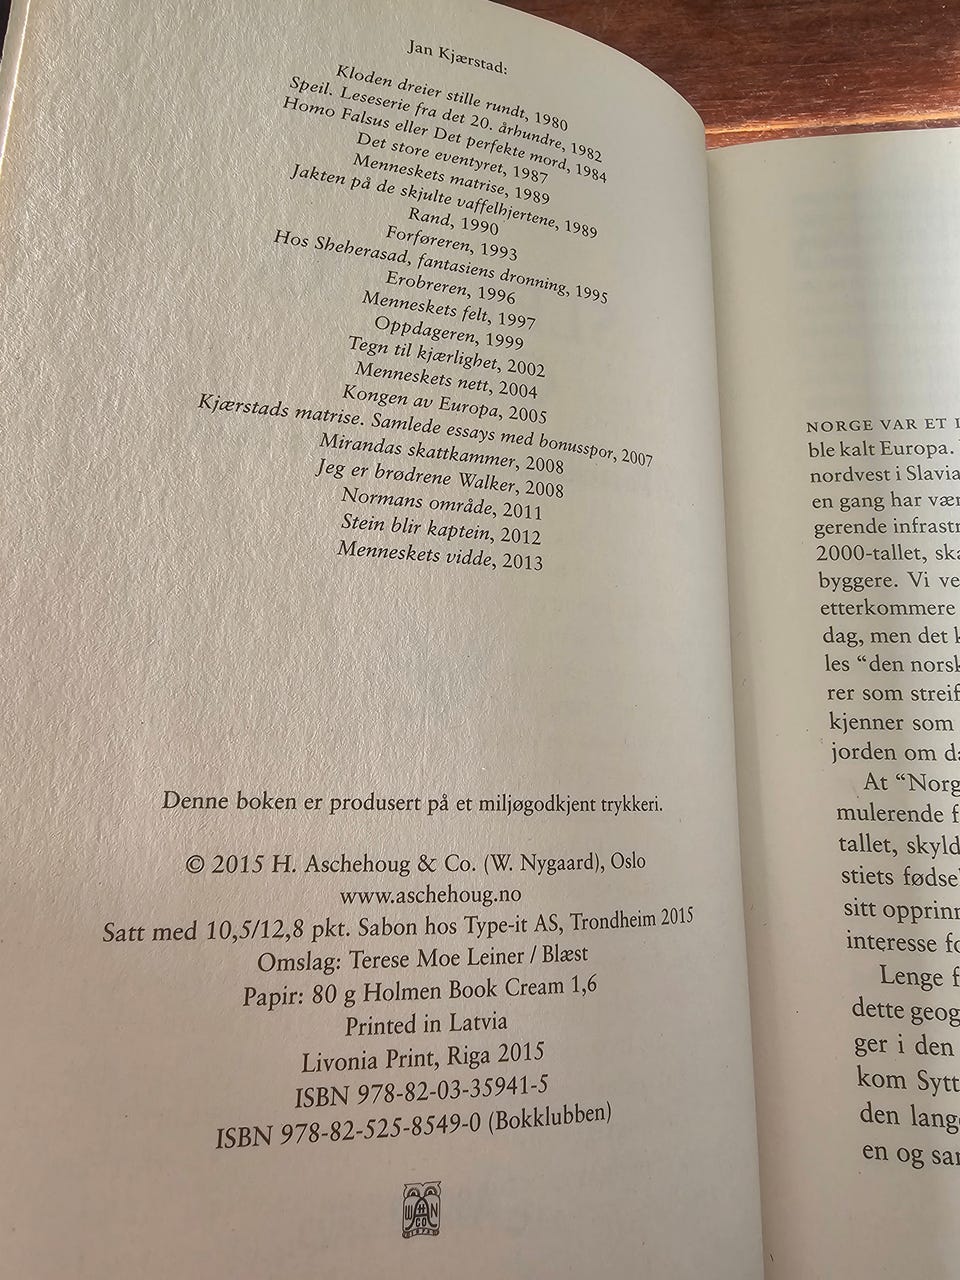 Jan Kjærstad:
Kloden dreier stille rundt, 1980
Speil. Leseserie fra det 20. århundre, 1982
Homo Falsus eller Det perfekte mord, 1984
Det store eventyret, 1987
Menneskets matrise, 1989
Jakten på de skjulte vaffelhjertene, 1989
Rand, 1990
Forføreren, 1993
Hos Sheherasad, fantasiens dronning, 1995
Erobreren, 1996
Menneskets felt, 1997
Oppdageren, 1999
Tegn til kjærlighet, 2002
Menneskets nett, 2004
Kongen av Europa, 2005
Kjærstads matrise. Samlede essays med bonusspor, 2007
Mirandas skattkammer, 2008
Jeg er brødrene Walker, 2008
Normans område, 2011
Stein blir kaptein, 2012
Menneskets vidde, 2013
Denne boken er produsert på et miljøgodkjent trykkeri.
© 2015 H. Aschehoug & Co. (W. Nygaard), Oslo
www.aschehoug.no
Satt med 10,5/12,8 pkt. Sabon hos Type-it AS, Trondheim 2015
Omslag: Terese Moe Leiner / Blæst
Papir: 80 g Holmen Book Cream 1,6
Printed in Latvia
Livonia Print, Riga 2015
ISBN 978-82-03-35941-5
ISBN 978-82-525-8549-0 (Bokklubben)
NORGE VAR ET
ble kalt Europa.
nordvest i Slavia
en gang har vær
gerende infrastr
2000-tallet, ska
byggere. Vi ve
etterkommere
dag, men det
les “den norsk
rer som streif
kjenner som
jorden om da
At “Norg
mulerende f
tallet, skyld
stiets fødse
sitt opprinn
interesse fo
Lenge f
dette geog
ger i den
kom Sytt
den lang
en og sa